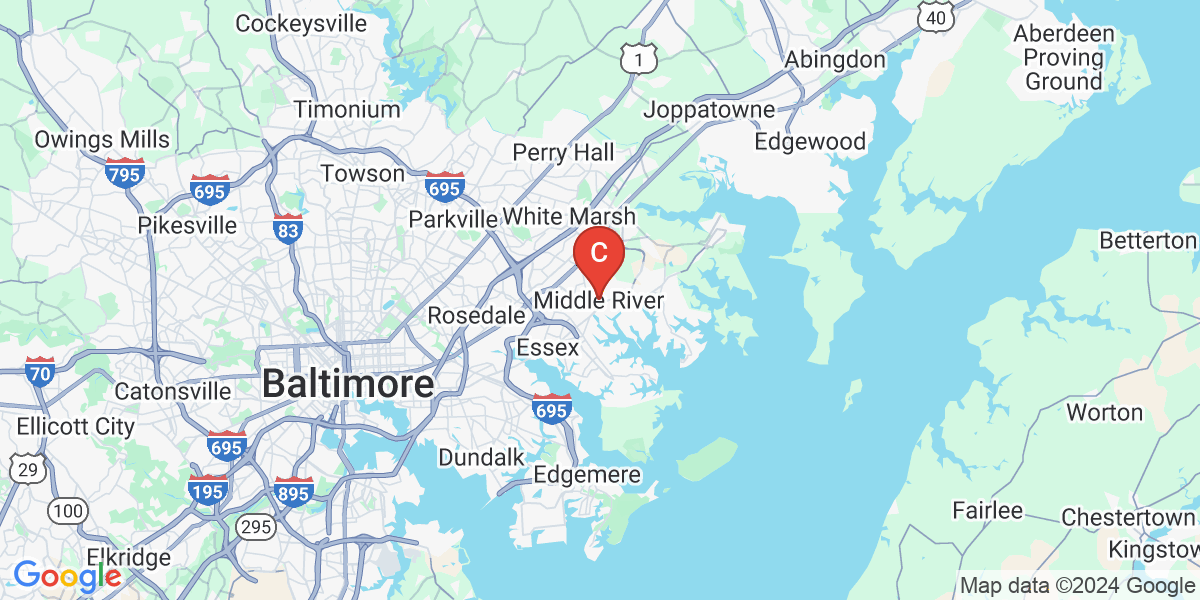 Cockeysville
40
Aberdeen
Proving
Ground
1
Abingdon
Timonium
Joppatowne
Owings Mills
Edgewood
Perry Hall
795
695
Towson
695
Pikesville
83
Parkville
White Marsh
C
Betterton
Middle River
Rosedale
Essex
70
Catonsville
Baltimore
695
Worton
Ellicott City
695
Dundalk
29
Edgemere
195
895
100
295
Fairlee
Chestertown
Kingstow
Elkridge
Google
Map data ©2024 Google